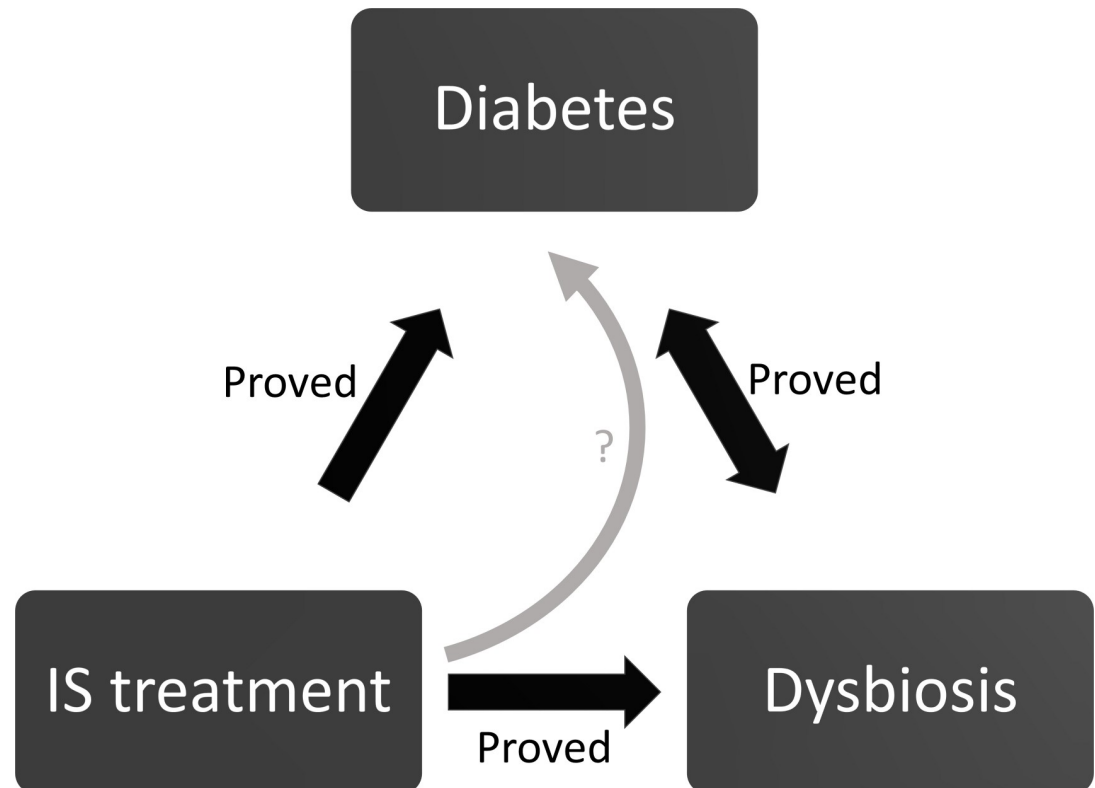 Diabetes
Proved
Proved
?
IS treatment
Dysbiosis
Proved